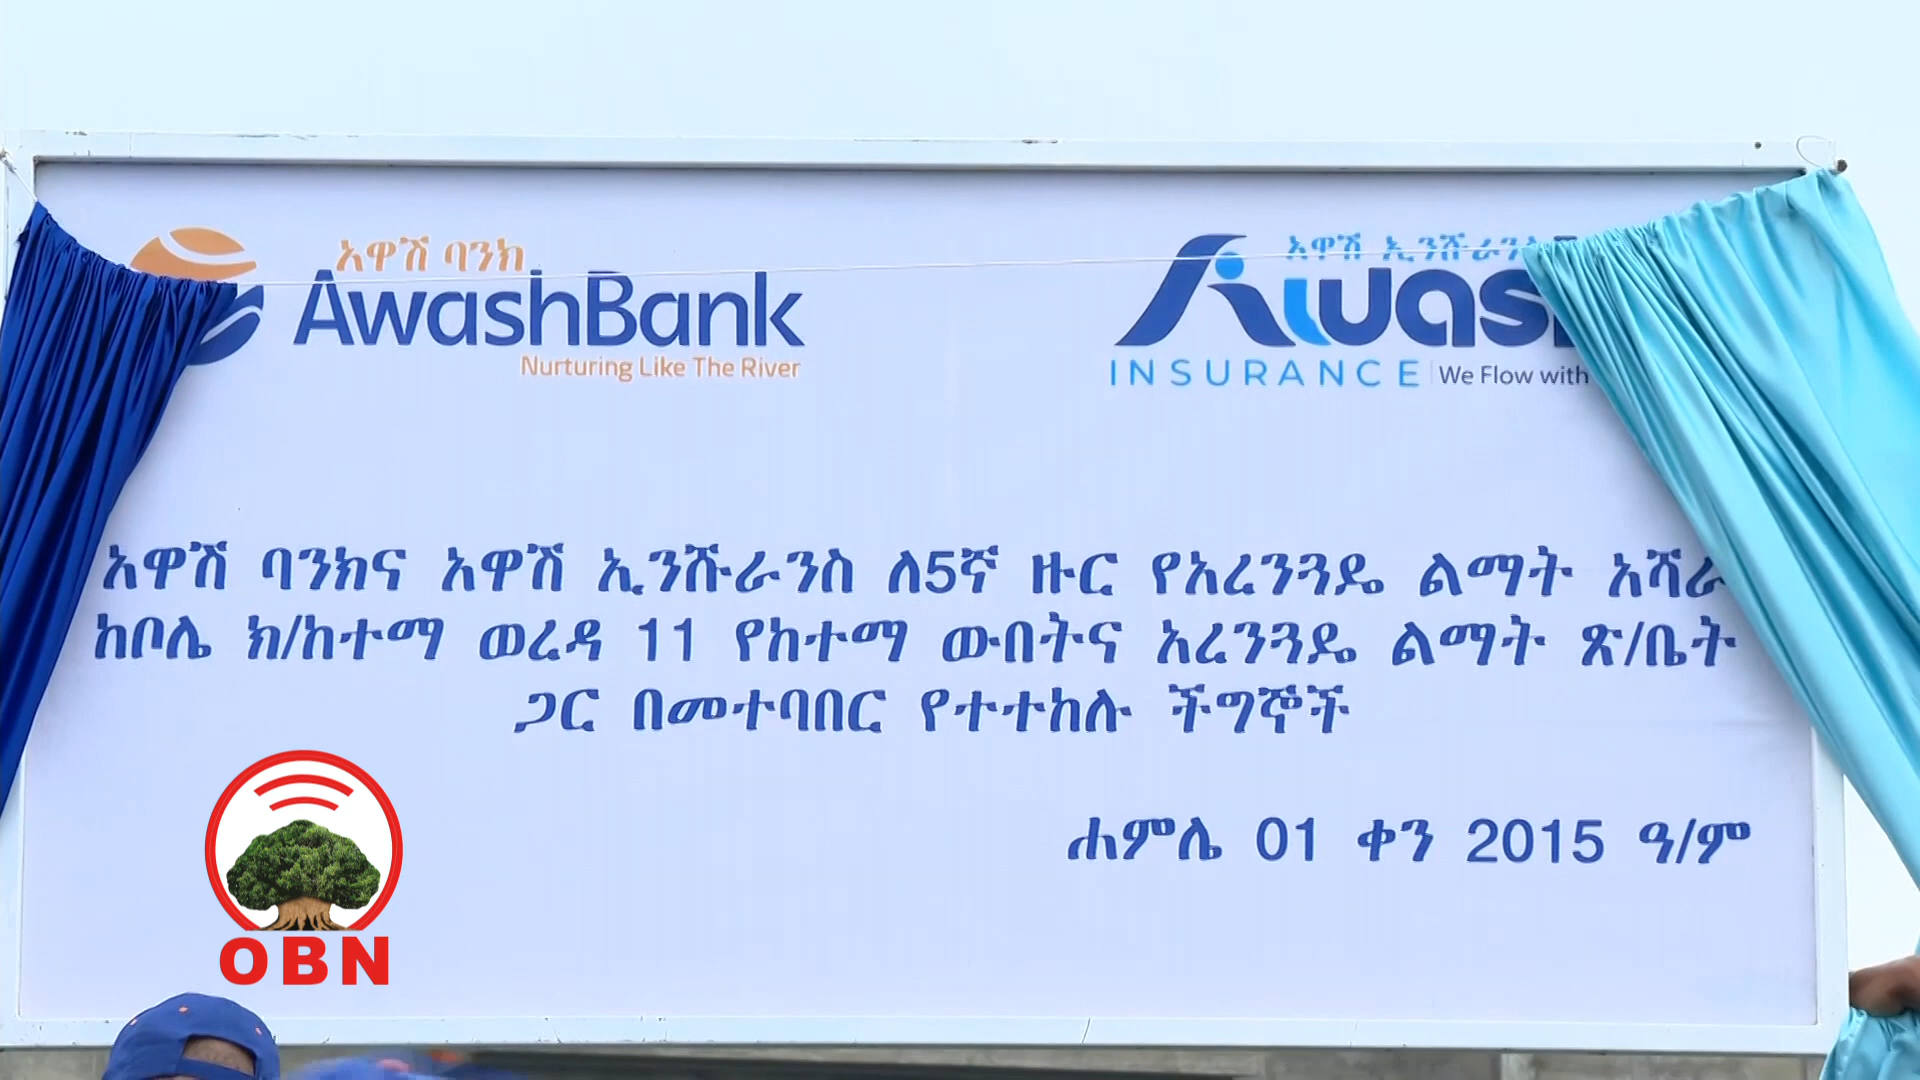 አዋሽ ባንክ
AwashBank
Nurturing Like The River
አዋሽ ኢንሹራንስ
INSURANCE We Flow with
አዋሽ ባንክና አዋሽ ኢንሹራንስ ለ5ኛ ዙር የአረንጓዴ ልማት አሻራ
ከቦሌ ክ/ከተማ ወረዳ 11 የከተማ ውበትና አረንጓዴ ልማት ጽ/ቤት
ጋር በመተባበር የተተከሉ ችግኞች
ሐምሌ 01 ቀን 2015 ዓ/ም
OBN